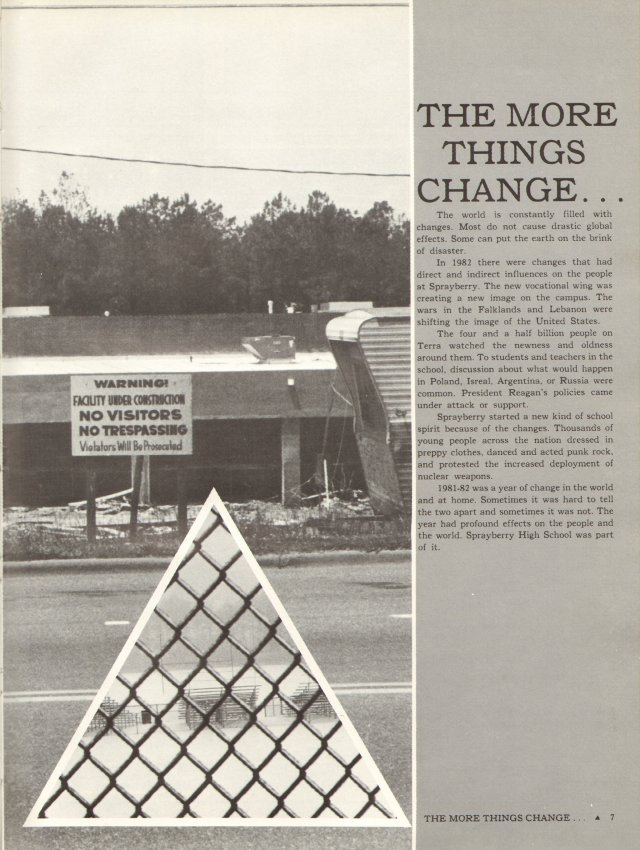 WARNING!
FACILITY UNDER CONSTRUCTION
NO VISITORS
NO TRESPASSING
Violators Will Be Prosecuted
THE MORE
THINGS
CHANGE...
The world is constantly filled with
changes. Most do not cause drastic global
effects. Some can put the earth on the brink
of disaster.
In 1982 there were changes that had
direct and indirect influences on the people
at Sprayberry. The new vocational wing was
creating a new image on the campus. The
wars in the Falklands and Lebanon were
shifting the image of the United States.
The four and a half billion people on
Terra watched the newness and oldness
around them. To students and teachers in the
school, discussion about what would happen
in Poland, Isreal, Argentina, or Russia were
common. President Reagan's policies came
under attack or support.
Sprayberry started a new kind of school
spirit because of the changes. Thousands of
young people across the nation dressed in
preppy clothes, danced and acted punk rock,
and protested the increased deployment of
nuclear weapons.
1981-82 was a year of change in the world
and at home. Sometimes it was hard to tell
the two apart and sometimes it was not. The
year had profound effects on the people and
the world. Sprayberry High School was part
of it.
THE MORE THINGS CHANGE... ▲ 7